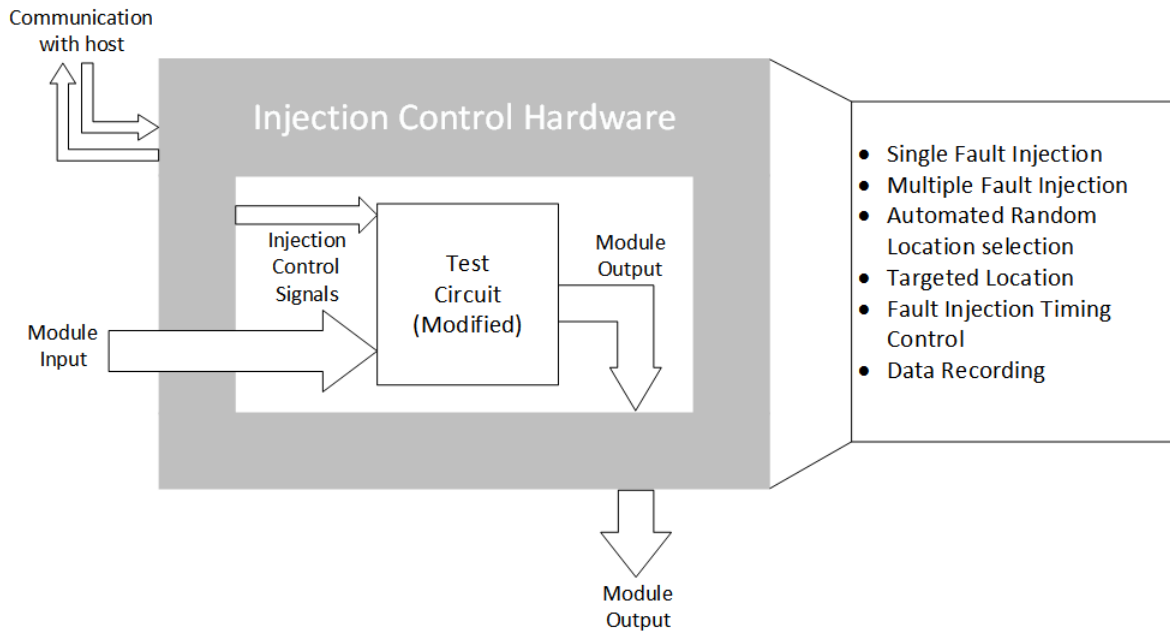 Communication
with host
Injection Control Hardware
Injection
Control
Signals
Test
Circuit
(Modified)
Module
Output
Module
Input
Module
Output
● Single Fault Injection
● Multiple Fault Injection
● Automated Random
Location selection
● Targeted Location
● Fault Injection Timing
Control
● Data Recording